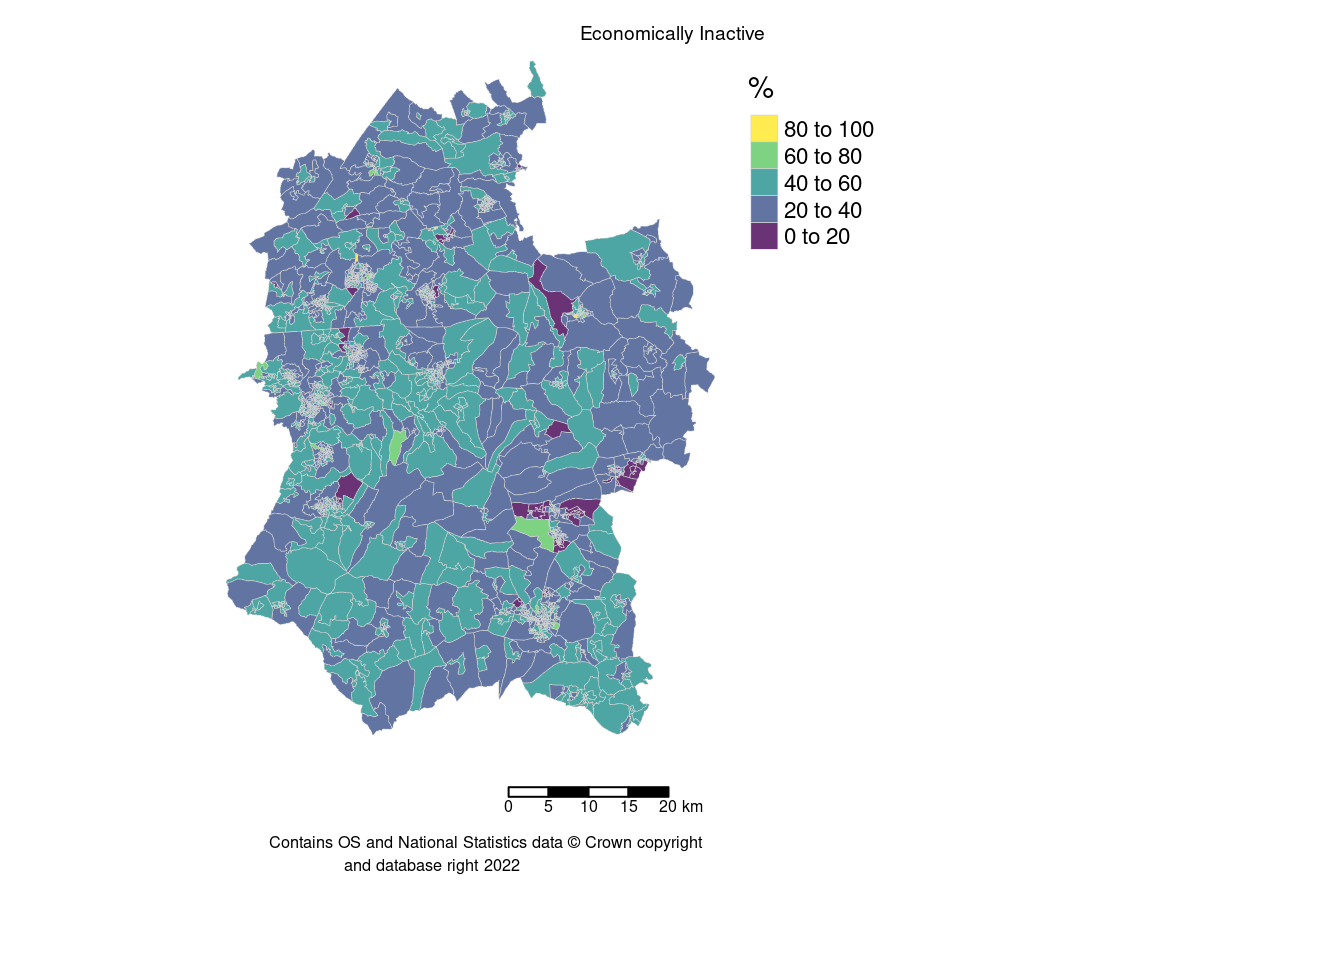 Economically Inactive
%
80 to 100
60 to 80
40 to 60
20 to 40
0 to 20
0 5 10 15 20 km
Contains OS and National Statistics data © Crown copyright
and database right 2022